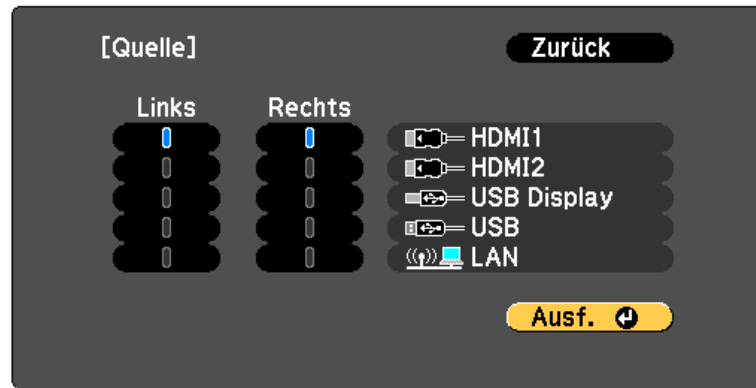 [Quelle] Zurück
Links Rechts
HDMI1
HDMI2
USB Display
USB
LAN
Ausf.